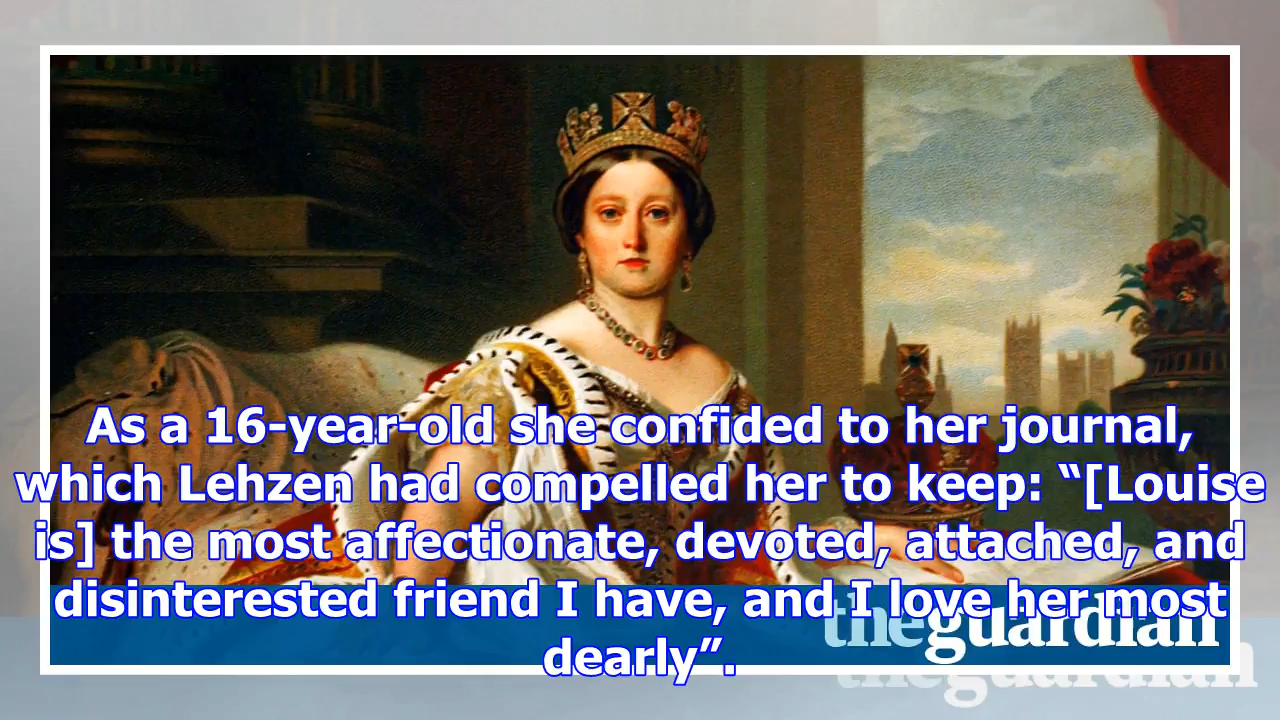 As a 16-year-old she confided to her journal,
which Lehzen had compelled her to keep: “[Louise
is] the most affectionate, devoted, attached, and
disinterested friend I have, and I love her most
dearly”.
theguardian
theguardian